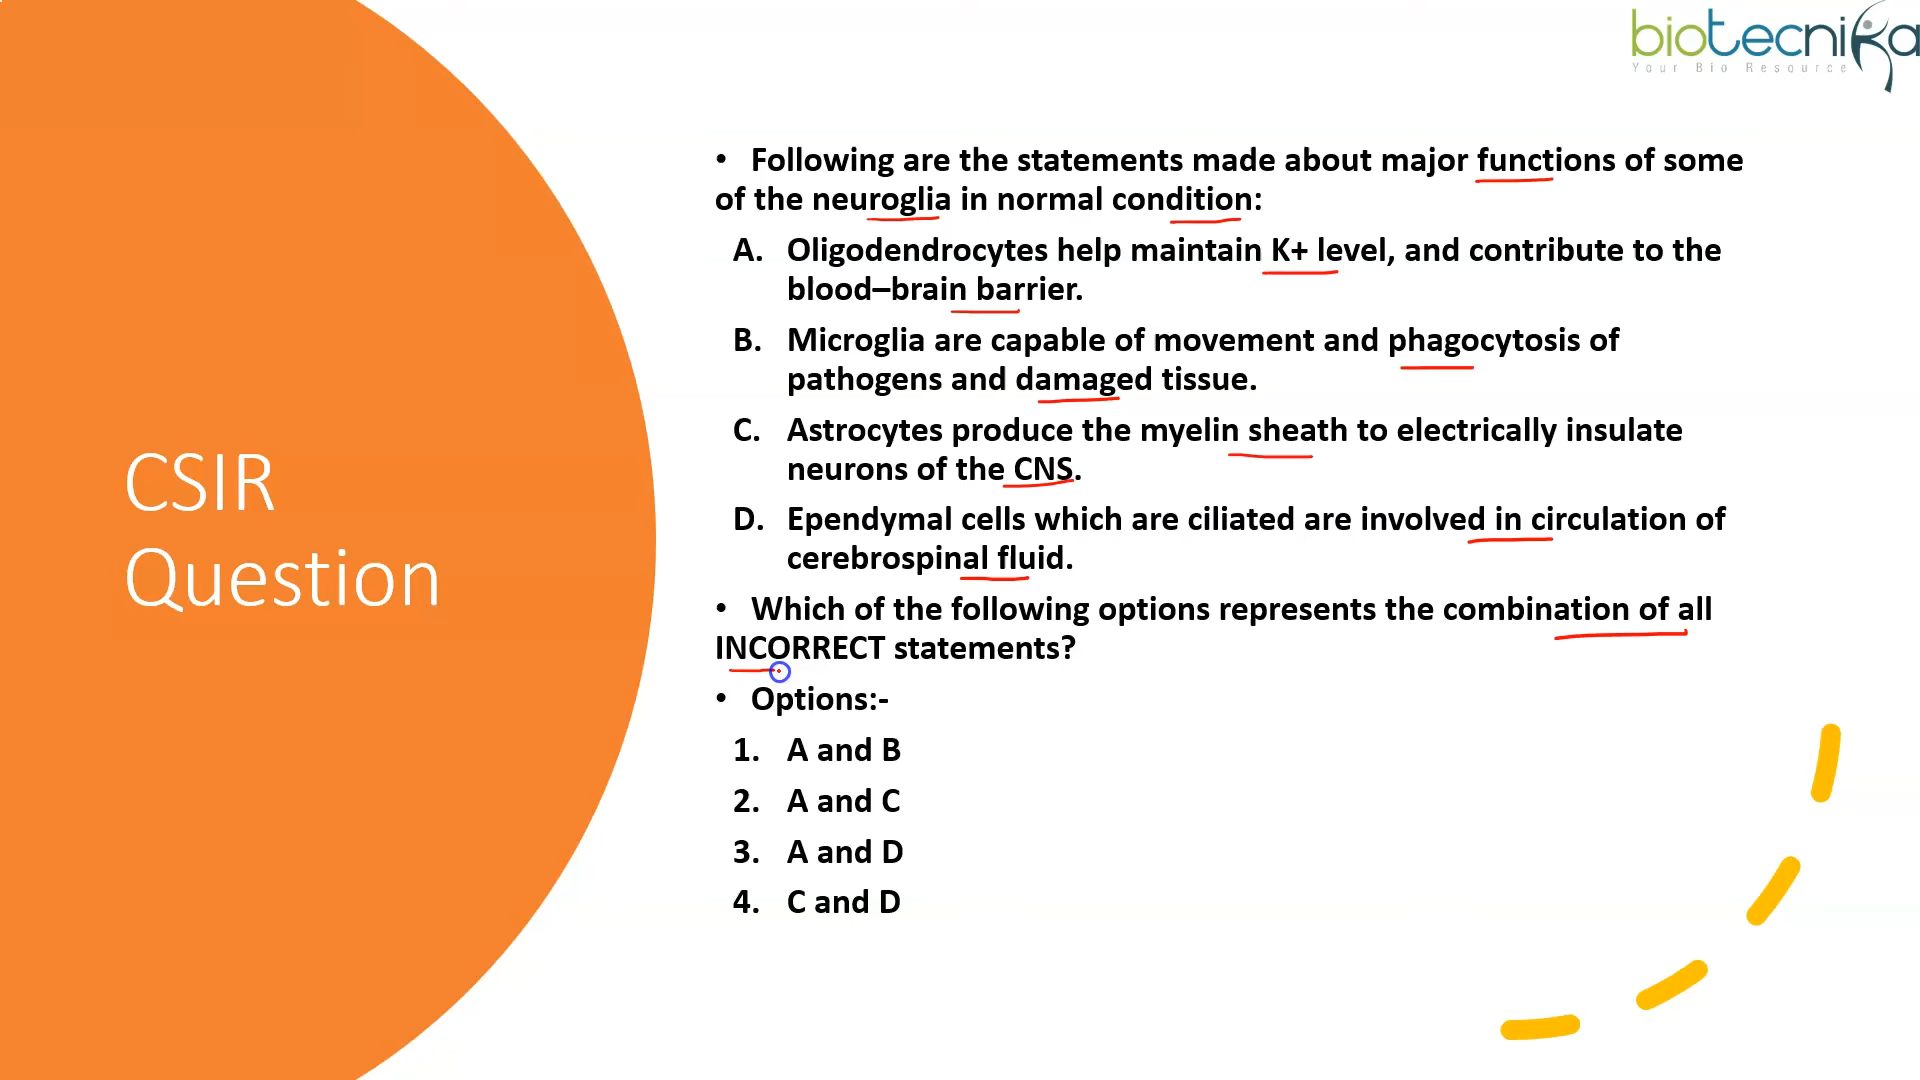 biotecnika
Your Bio Resource
CSIR
Question
• Following are the statements made about major functions of some
of the neuroglia in normal condition:
A. Oligodendrocytes help maintain K+ level, and contribute to the
blood–brain barrier.
B. Microglia are capable of movement and phagocytosis of
pathogens and damaged tissue.
C. Astrocytes produce the myelin sheath to electrically insulate
neurons of the CNS.
D. Ependymal cells which are ciliated are involved in circulation of
cerebrospinal fluid.
• Which of the following options represents the combination of all
INCORRECT statements?
• Options:-
1. A and B
2. A and C
3. A and D
4. C and D